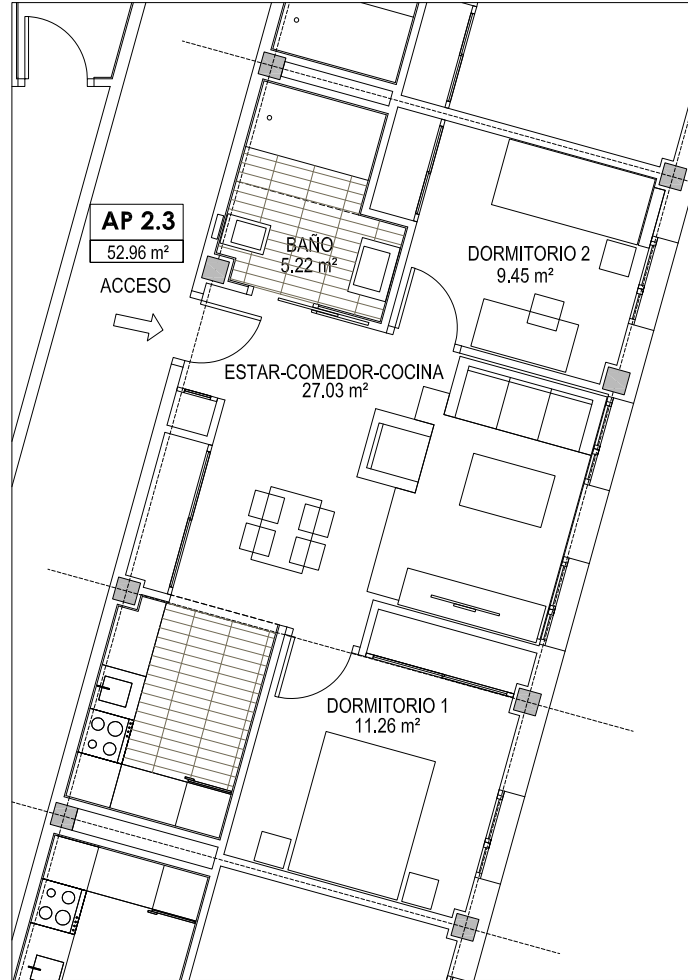 AP 2.3
52.96 m²
ACCESO
BAÑO
5.22 m²
DORMITORIO 2
9.45 m²
ESTAR-COMEDOR-COCINA
27.03 m²
DORMITORIO 1
11.26 m²